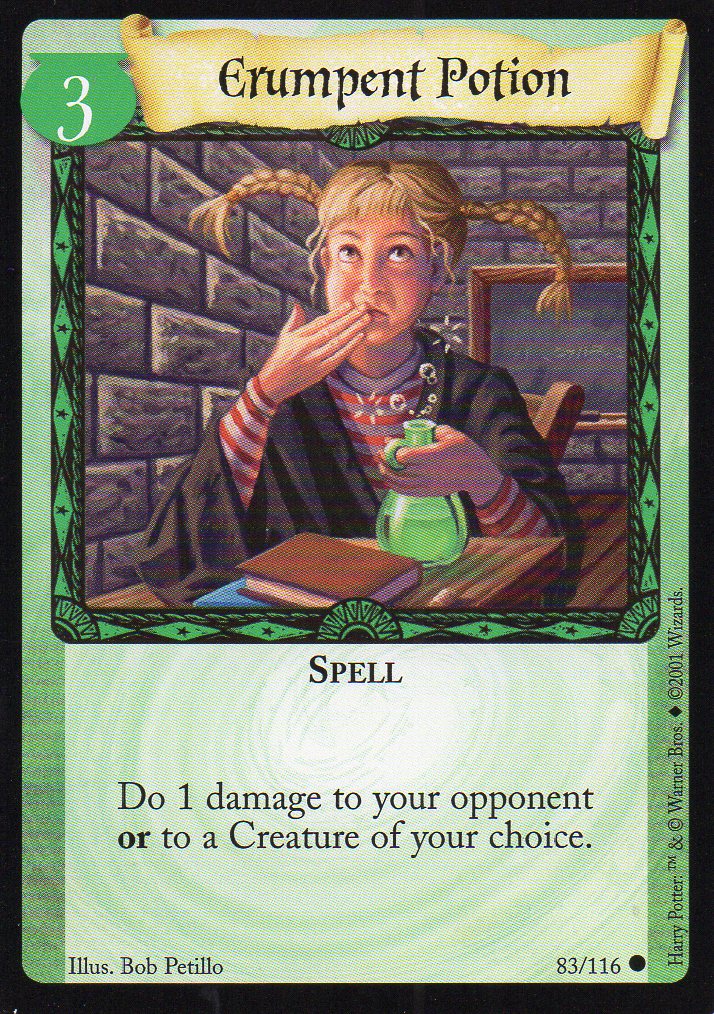 3
Erumpent Potion
SPELL
Do 1 damage to your opponent
or to a Creature of your choice.
Illus. Bob Petillo
83/116 ●
Harry Potter: ™ & © Warner Bros. ◆ ©2001 Wizards.